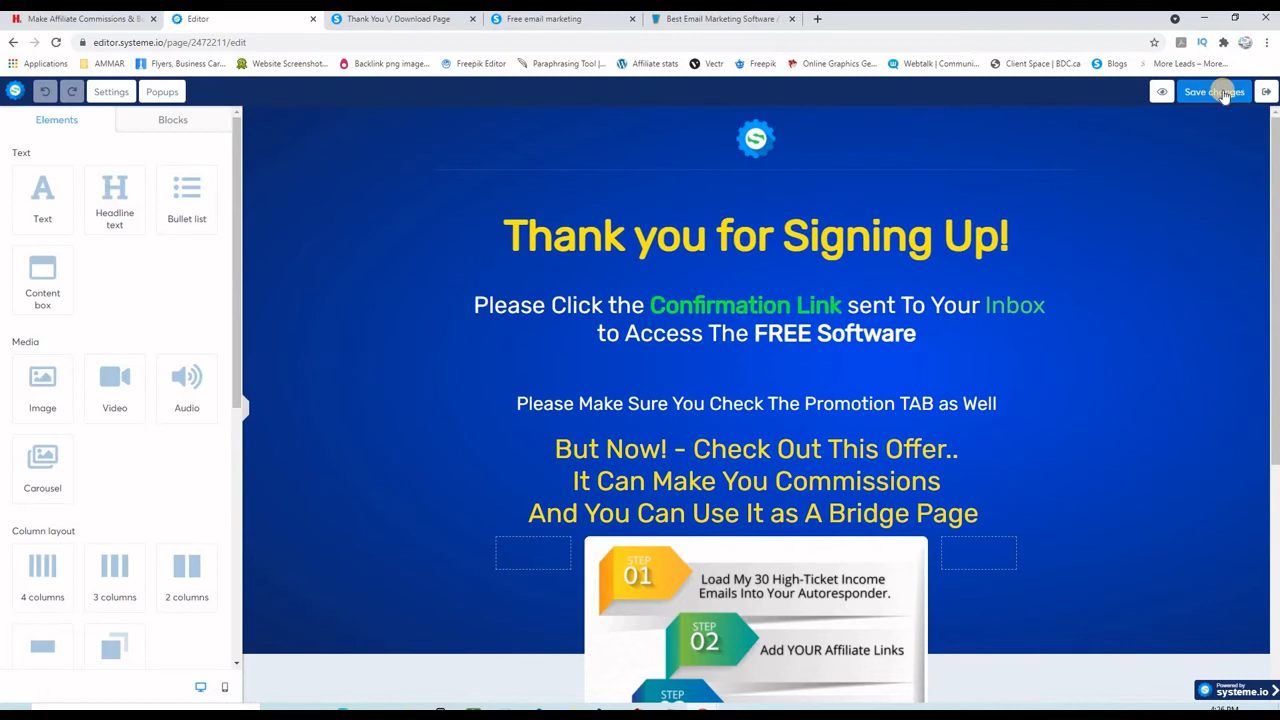 Make Affiliate Commissions & Bu
Editor
Thank You \/ Download Page
Free email marketing
Best Email Marketing Software /
editor.systeme.io/page/2472211/edit
Applications
AMMAR
Flyers, Business Car...
Website Screenshot...
Backlink png image...
Freepik Editor
Paraphrasing Tool |...
Affiliate stats
Vectr
Freepik
Online Graphics Ge...
Webtalk | Communi...
Client Space | BDC.ca
Blogs
More Leads – More...
Settings
Popups
Save changes
Elements
Blocks
Text
Text
Headline
text
Bullet list
Content
box
Media
Image
Video
Audio
Carousel
Column layout
4 columns
3 columns
2 columns
Thank you for Signing Up!
Please Click the Confirmation Link sent To Your Inbox
to Access The FREE Software
Please Make Sure You Check The Promotion TAB as Well
But Now! - Check Out This Offer..
It Can Make You Commissions
And You Can Use It as A Bridge Page
STEP
01
Load My 30 High-Ticket Income
Emails Into Your Autoresponder.
STEP
02
Add YOUR Affiliate Links
STEP
Powered by
systeme.io